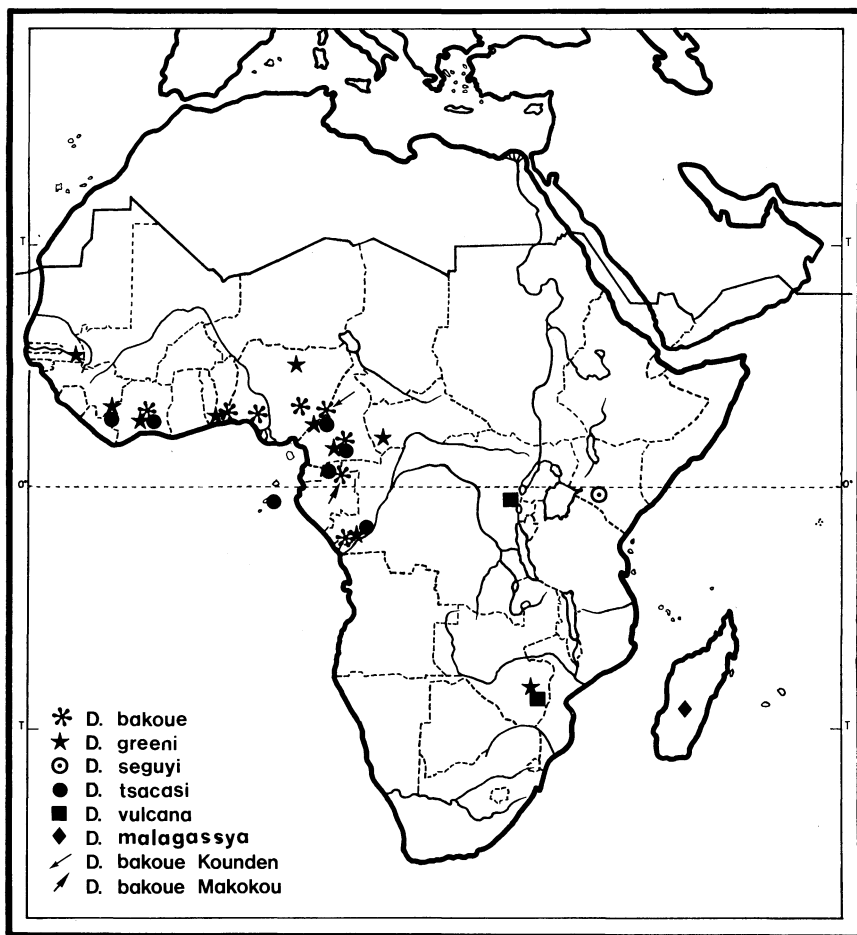 T
T
0°
0°
T
T
D. bakoue
D. greeni
D. seguyi
D. tsacasi
D. vulcana
D. malagassya
D. bakoue Kounden
D. bakoue Makokou